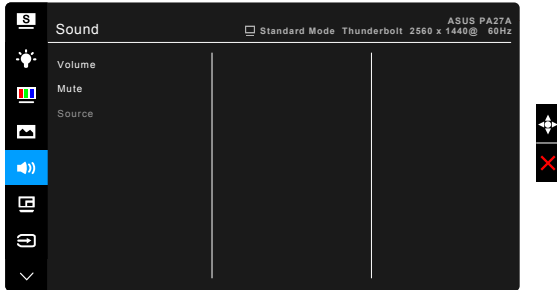 S
Sound
ASUS PA27A
Standard Mode Thunderbolt 2560 x 1440@ 60Hz
Volume
Mute
Source